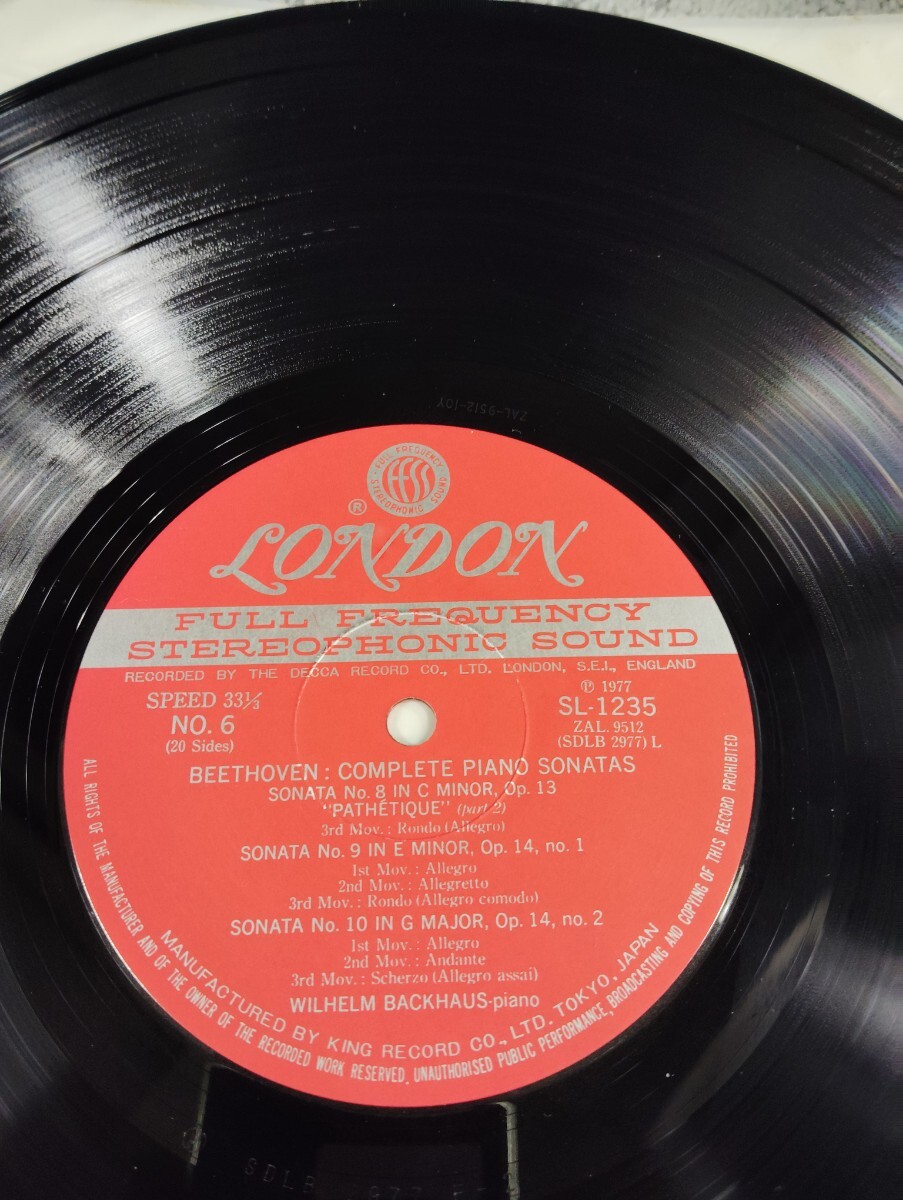 ZAL-9512-10Y
FULL FREQUENCY
ffss
STEREOPHONIC SOUND
®
LONDON
FULL FREQUENCY
STEREOPHONIC SOUND
RECORDED BY THE DECCA RECORD CO., LTD. LONDON, S.E.I., ENGLAND
SPEED 33⅓
NO. 6
(20 Sides)
℗ 1977
SL-1235
ZAL. 9512
(SDLB 2977) L
BEETHOVEN : COMPLETE PIANO SONATAS
SONATA No. 8 IN C MINOR, Op. 13
"PATHÉTIQUE" (part 2)
3rd Mov. : Rondo (Allegro)
SONATA No. 9 IN E MINOR, Op. 14, no. 1
1st Mov. : Allegro
2nd Mov. : Allegretto
3rd Mov. : Rondo (Allegro comodo)
SONATA No. 10 IN G MAJOR, Op. 14, no. 2
1st Mov. : Allegro
2nd Mov. : Andante
3rd Mov. : Scherzo (Allegro assai)
WILHELM BACKHAUS-piano
MANUFACTURED BY KING RECORD CO., LTD. TOKYO, JAPAN
ALL RIGHTS OF THE MANUFACTURER AND OF THE OWNER OF THE RECORDED WORK RESERVED. UNAUTHORISED PUBLIC PERFORMANCE, BROADCASTING AND COPYING OF THIS RECORD PROHIBITED
SDLB